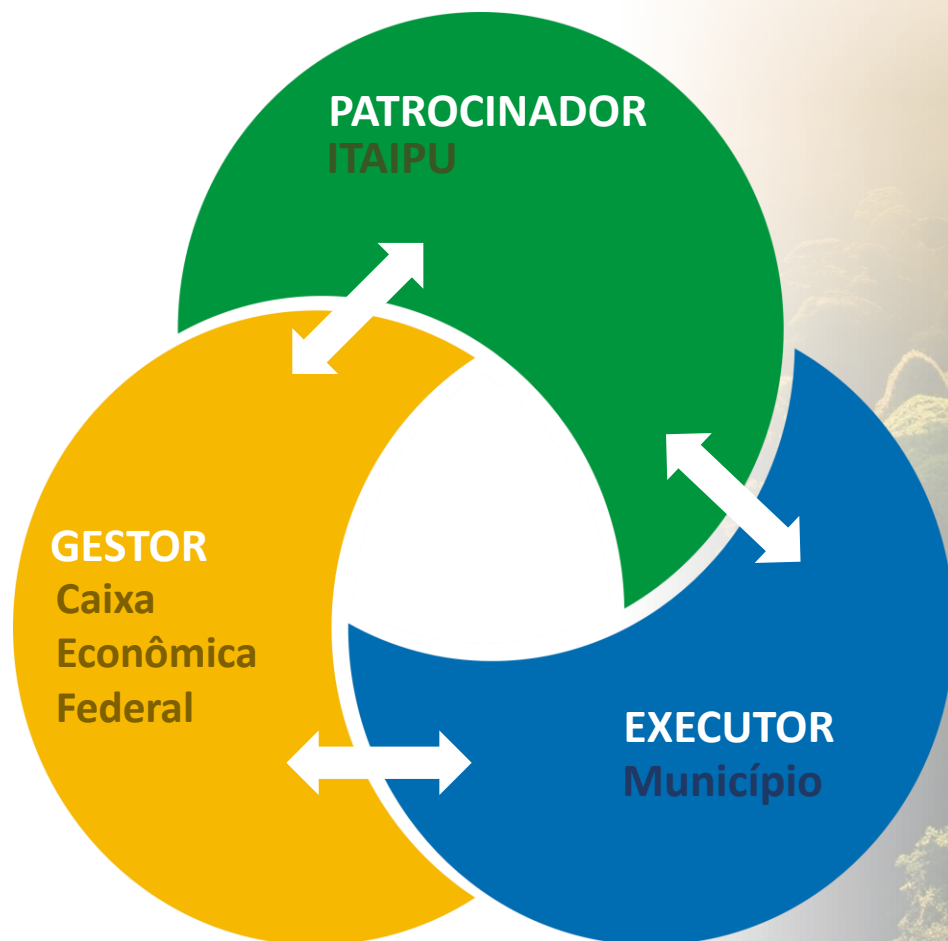 PATROCINADOR
ITAIPU
GESTOR
Caixa
Econômica
Federal
EXECUTOR
Município